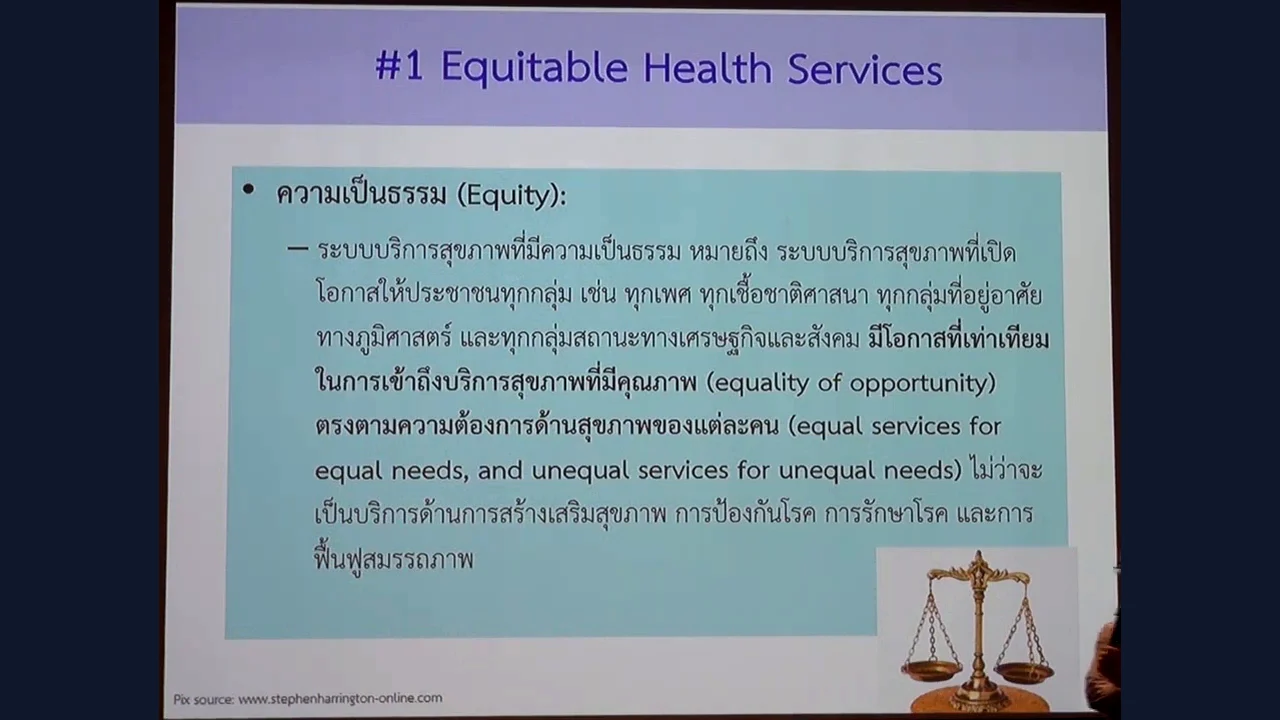 #1 Equitable Health Services
• ความเป็นธรรม (Equity):
– ระบบบริการสุขภาพที่มีความเป็นธรรม หมายถึง ระบบบริการสุขภาพที่เปิด
โอกาสให้ประชาชนทุกกลุ่ม เช่น ทุกเพศ ทุกเชื้อชาติศาสนา ทุกกลุ่มที่อยู่อาศัย
ทางภูมิศาสตร์ และทุกกลุ่มสถานะทางเศรษฐกิจและสังคม มีโอกาสที่เท่าเทียม
ในการเข้าถึงบริการสุขภาพที่มีคุณภาพ (equality of opportunity)
ตรงตามความต้องการด้านสุขภาพของแต่ละคน (equal services for
equal needs, and unequal services for unequal needs) ไม่ว่าจะ
เป็นบริการด้านการสร้างเสริมสุขภาพ การป้องกันโรค การรักษาโรค และการ
ฟื้นฟูสมรรถภาพ
Pix source: www.stephenharrington-online.com